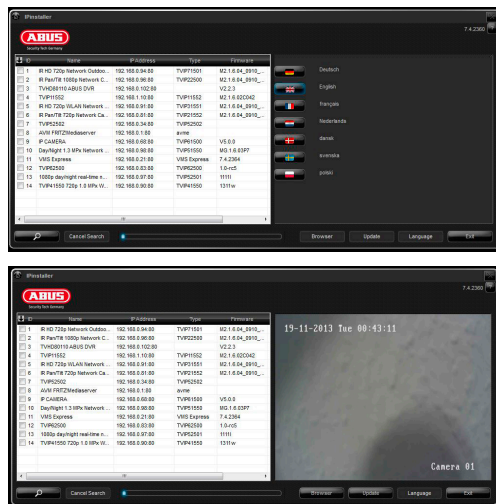 IPinstaller
7.4.2360
ABUS
Security Tech Germany
ID Name IP Address Type Firmware
1 IR HD 720p Network Outdoo... 192.168.0.94:80 TVIP71501 M2.1.6.04_0910_...
2 IR Pan/Tilt 1080p Network C... 192.168.0.96:80 TVIP22500 M2.1.6.04_0910_...
3 TVHD80110 ABUS DVR 192.168.0.102:80 V2.2.3
4 TVIP11552 192.168.1.10:80 TVIP11552 M2.1.6.02C042
5 IR HD 720p WLAN Network ... 192.168.0.91:80 TVIP31551 M2.1.6.04_0910_...
6 IR Pan/Tilt 720p Network Ca... 192.168.0.81:80 TVIP21552 M2.1.6.04_0910_...
7 TVIP52502 192.168.0.34:80 TVIP52502
8 AVM FRITZ!Mediaserver 192.168.0.1:80 avme
9 IP CAMERA 192.168.0.68:80 TVIP61500 V5.0.0
10 Day/Night 1.3 MPx Network ... 192.168.0.98:80 TVIP51550 MG.1.6.03P7
11 VMS Express 192.168.0.21:80 VMS Express 7.4.2364
12 TVIP62500 192.168.0.83:80 TVIP62500 1.0-rc5
13 1080p day/night real-time n... 192.168.0.97:80 TVIP52501 1111I
14 TVIP41550 720p 1.0 MPx W... 192.168.0.90:80 TVIP41550 1311w
Deutsch
English
français
Nederlands
dansk
svenska
polski
Cancel Search Browser Update Language Exit
IPinstaller
7.4.2360
ABUS
Security Tech Germany
ID Name IP Address Type Firmware
1 IR HD 720p Network Outdoo... 192.168.0.94:80 TVIP71501 M2.1.6.04_0910_...
2 IR Pan/Tilt 1080p Network C... 192.168.0.96:80 TVIP22500 M2.1.6.04_0910_...
3 TVHD80110 ABUS DVR 192.168.0.102:80 V2.2.3
4 TVIP11552 192.168.1.10:80 TVIP11552 M2.1.6.02C042
5 IR HD 720p WLAN Network ... 192.168.0.91:80 TVIP31551 M2.1.6.04_0910_...
6 IR Pan/Tilt 720p Network Ca... 192.168.0.81:80 TVIP21552 M2.1.6.04_0910_...
7 TVIP52502 192.168.0.34:80 TVIP52502
8 AVM FRITZ!Mediaserver 192.168.0.1:80 avme
9 IP CAMERA 192.168.0.68:80 TVIP61500 V5.0.0
10 Day/Night 1.3 MPx Network ... 192.168.0.98:80 TVIP51550 MG.1.6.03P7
11 VMS Express 192.168.0.21:80 VMS Express 7.4.2364
12 TVIP62500 192.168.0.83:80 TVIP62500 1.0-rc5
13 1080p day/night real-time n... 192.168.0.97:80 TVIP52501 1111I
14 TVIP41550 720p 1.0 MPx W... 192.168.0.90:80 TVIP41550 1311w
19-11-2013 Tue 00:43:11
Camera 01
Cancel Search Browser Update Language Exit